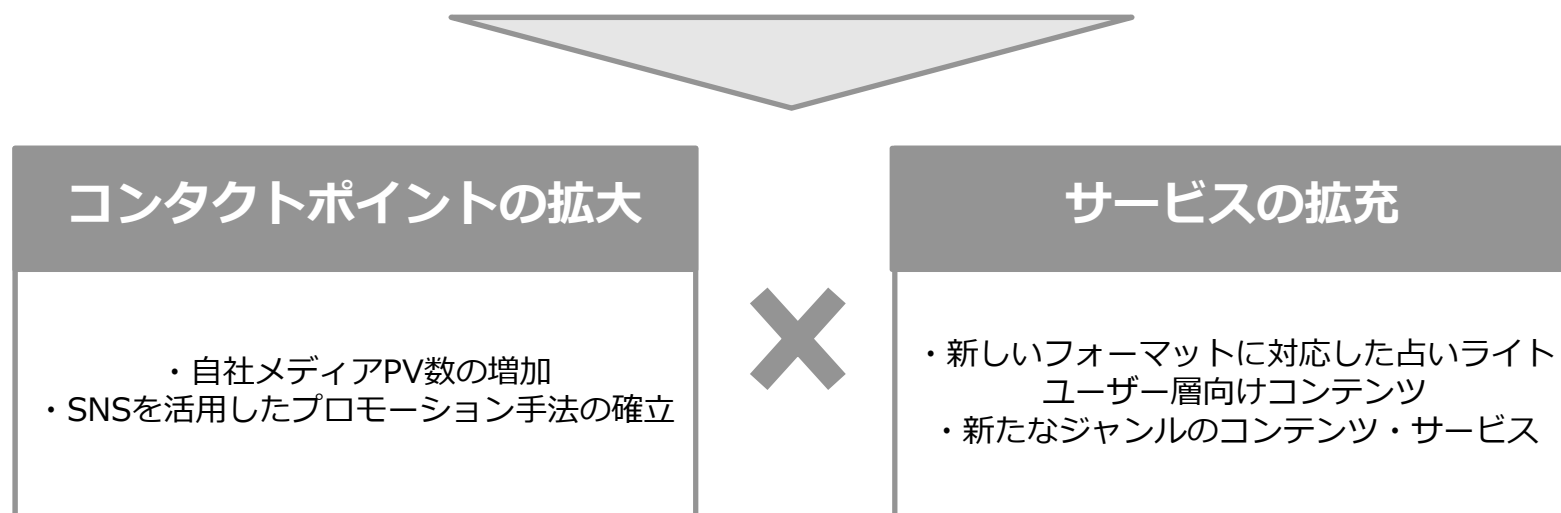 コンタクトポイントの拡大
・自社メディアPV数の増加
・SNSを活用したプロモーション手法の確立
サービスの拡充
・新しいフォーマットに対応した占いライト
ユーザー層向けコンテンツ
・新たなジャンルのコンテンツ・サービス